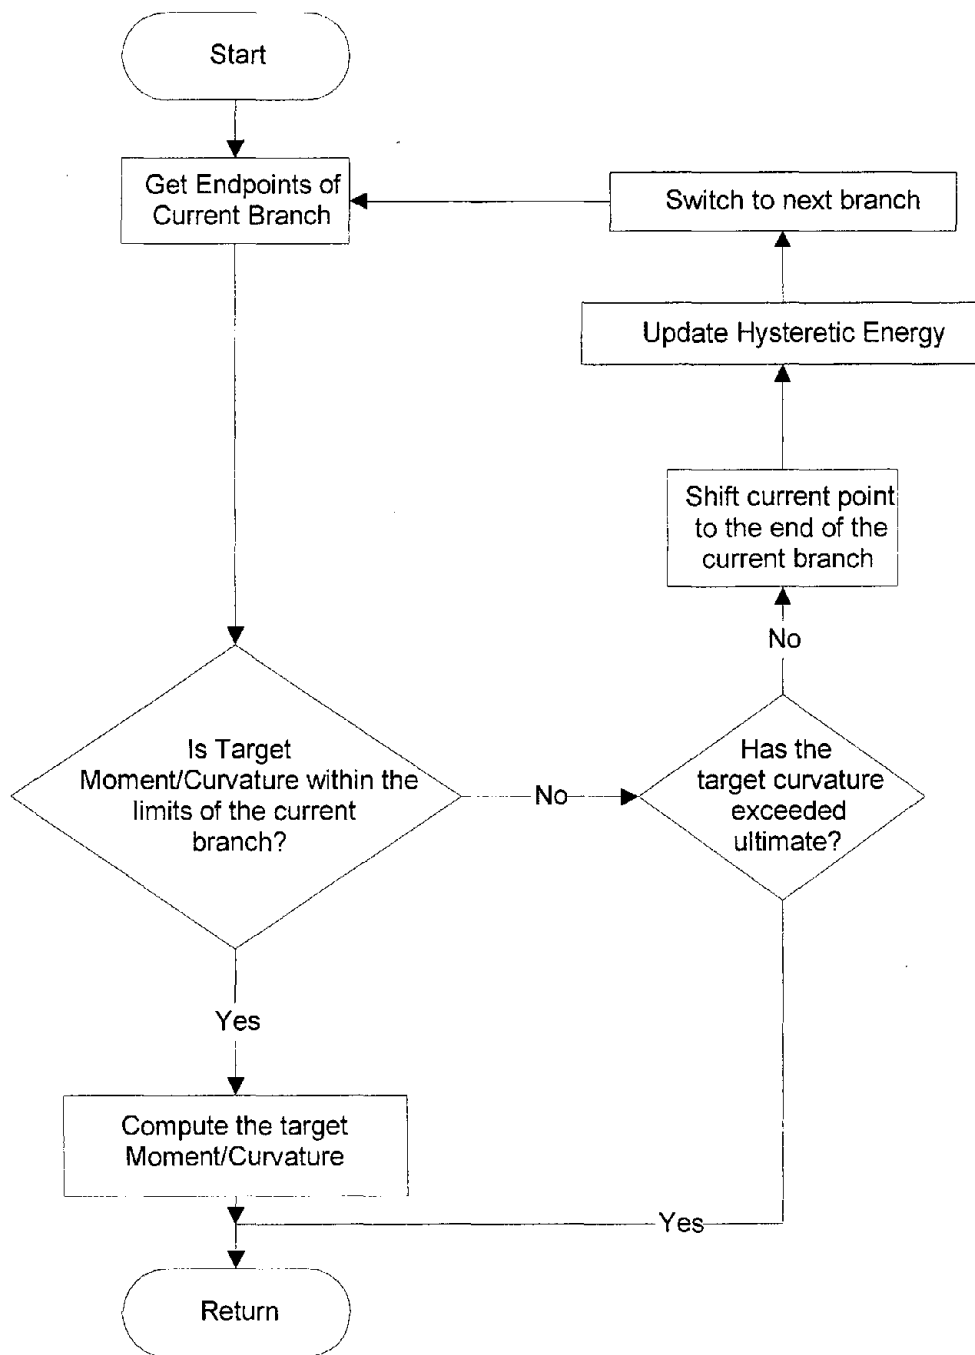 Start
Get Endpoints of
Current Branch
Switch to next branch
Update Hysteretic Energy
Shift current point
to the end of the
current branch
No
Is Target
Moment/Curvature within the
limits of the current
branch?
No
Has the
target curvature
exceeded
ultimate?
Yes
Compute the target
Moment/Curvature
Yes
Return